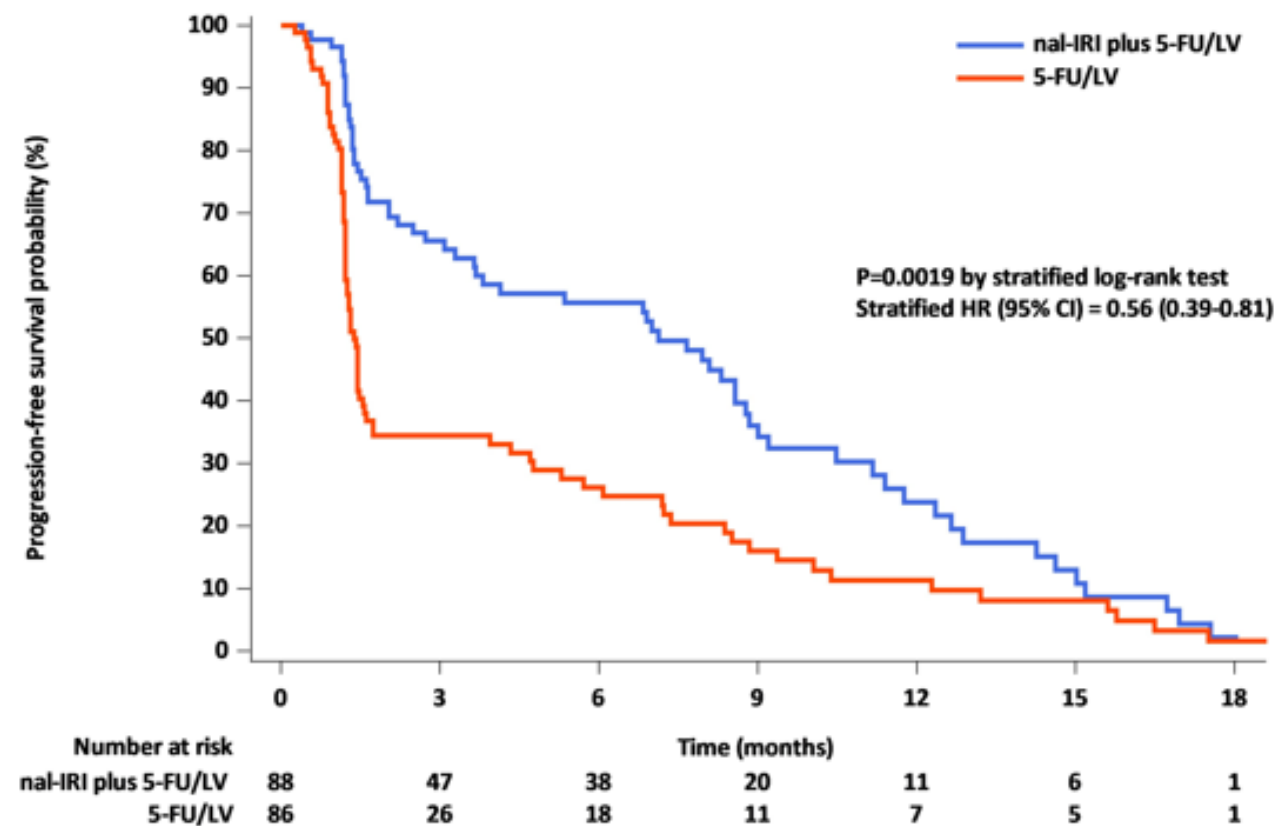 Progression-free survival probability (%)
100
90
80
70
60
50
40
30
20
10
0
nal-IRI plus 5-FU/LV
5-FU/LV
P=0.0019 by stratified log-rank test
Stratified HR (95% CI) = 0.56 (0.39-0.81)
0 3 6 9 12 15 18
Number at risk Time (months)
nal-IRI plus 5-FU/LV 88 47 38 20 11 6 1
5-FU/LV 86 26 18 11 7 5 1